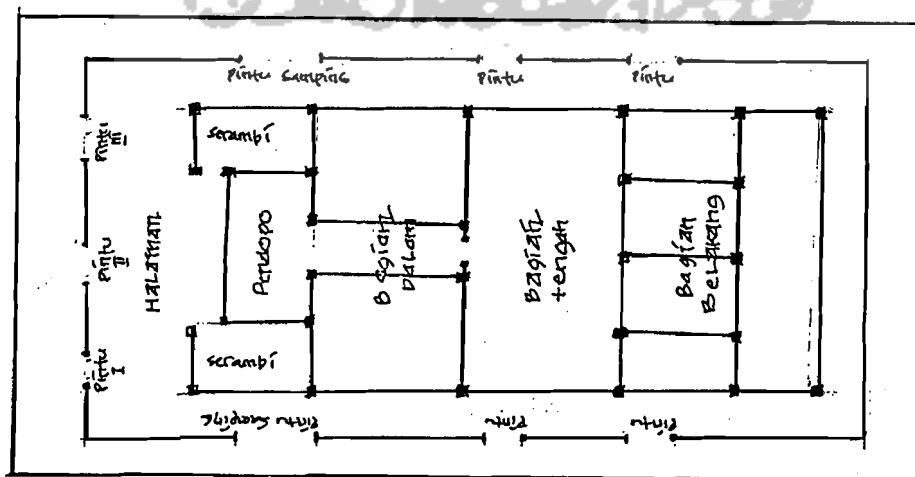 Pintu Samping
Pintu
Pintu
Pintu
III
Serambi
Pintu
II
HALAMAN
Pendopo
Bagian
Dalam
Bagian
tengah
Bagian
Belakang
Pintu
I
Serambi
Pintu Samping
Pintu
Pintu